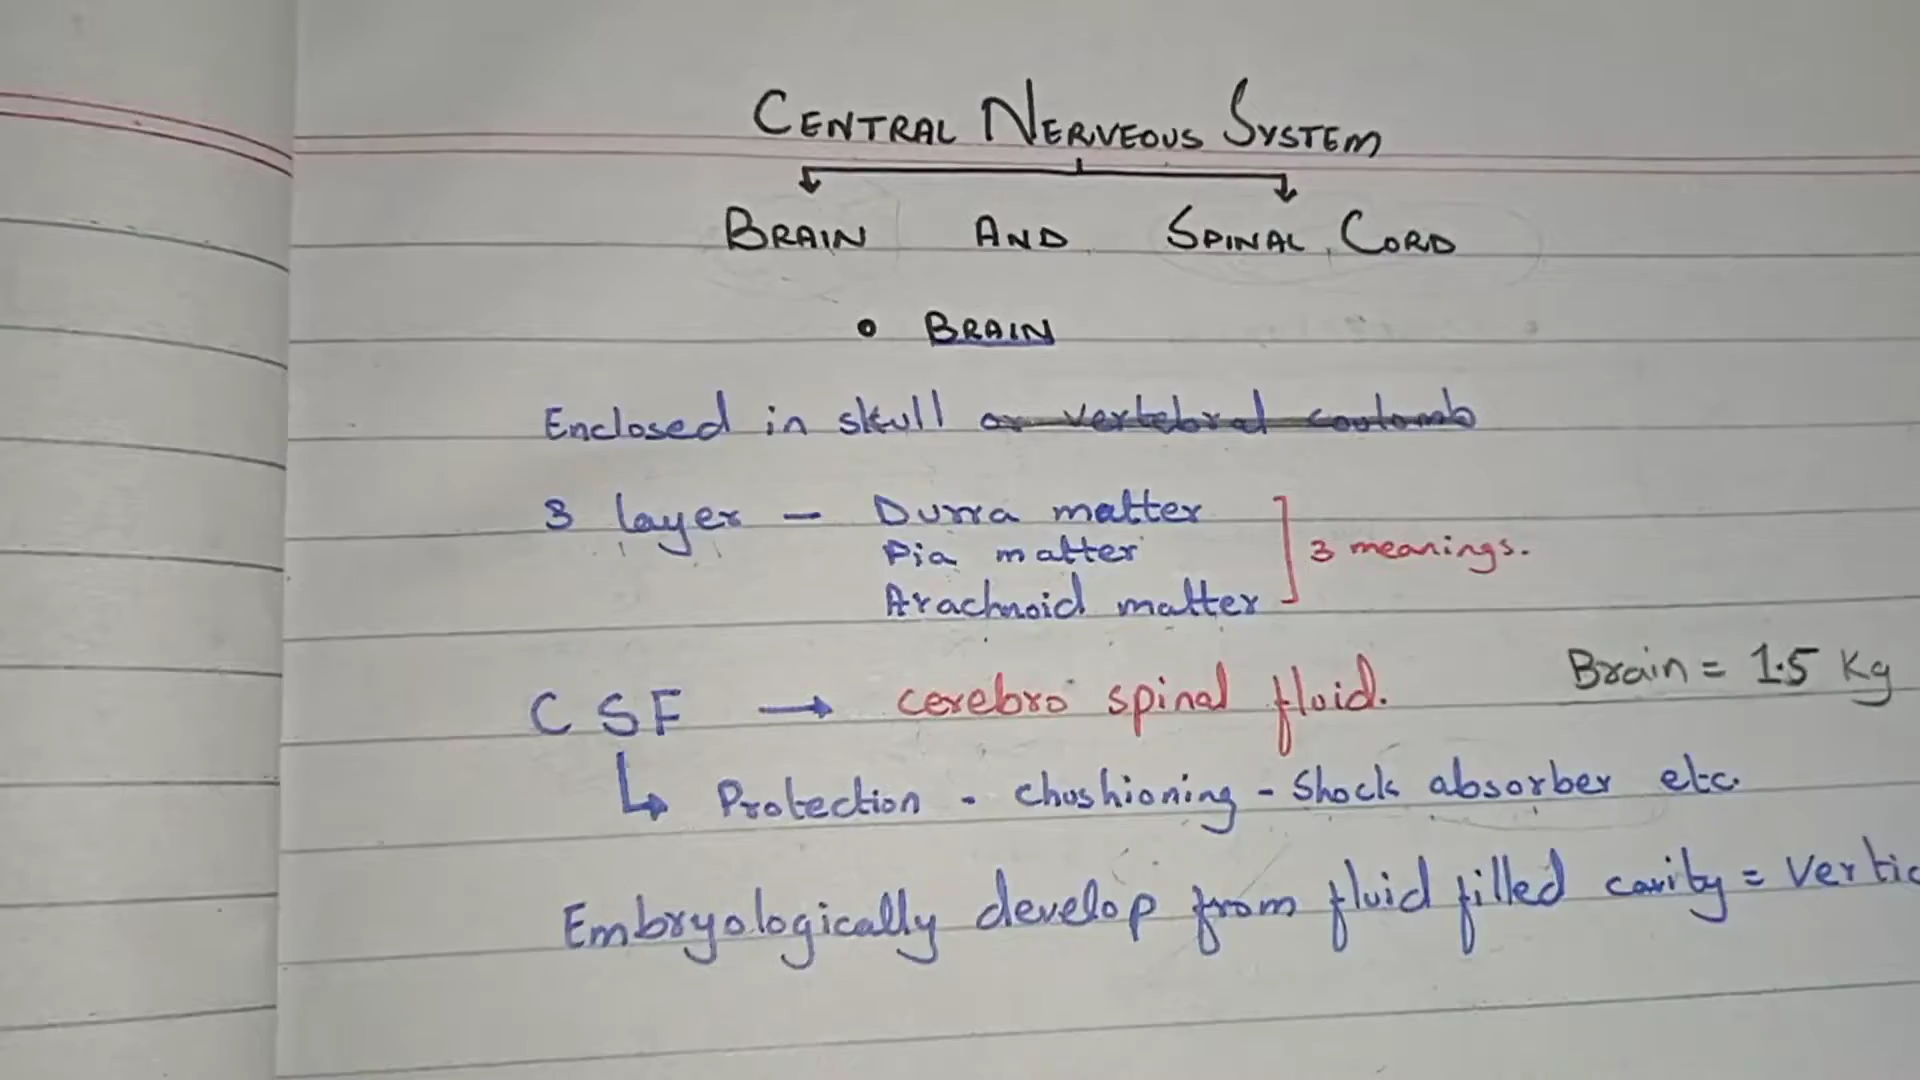 CENTRAL NERVEOUS SYSTEM
BRAIN AND SPINAL CORD
• BRAIN
Enclosed in skull or vertebral coulomb
3 layer - Durra matter
Pia matter
Arachnoid matter
3 meanings.
CSF → cerebro spinal fluid.
Brain = 1.5 Kg
↳ Protection - chushioning - Shock absorber etc.
Embryologically develop from fluid filled cavity = Vertic